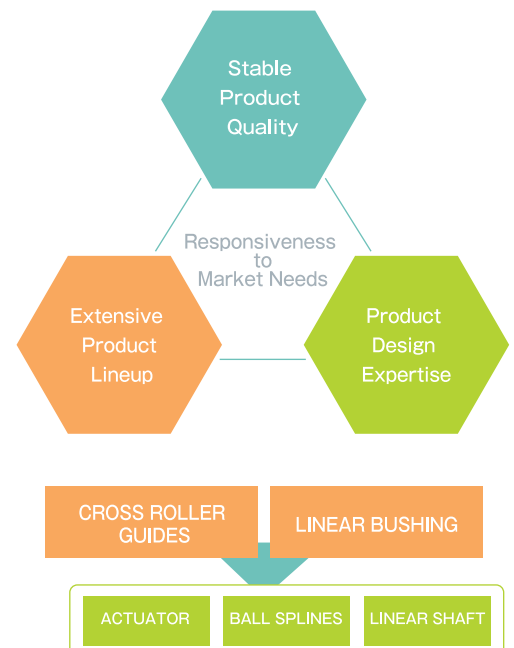 Stable
Product
Quality
Responsiveness
to
Market Needs
Extensive
Product
Lineup
Product
Design
Expertise
CROSS ROLLER
GUIDES
LINEAR BUSHING
ACTUATOR
BALL SPLINES
LINEAR SHAFT